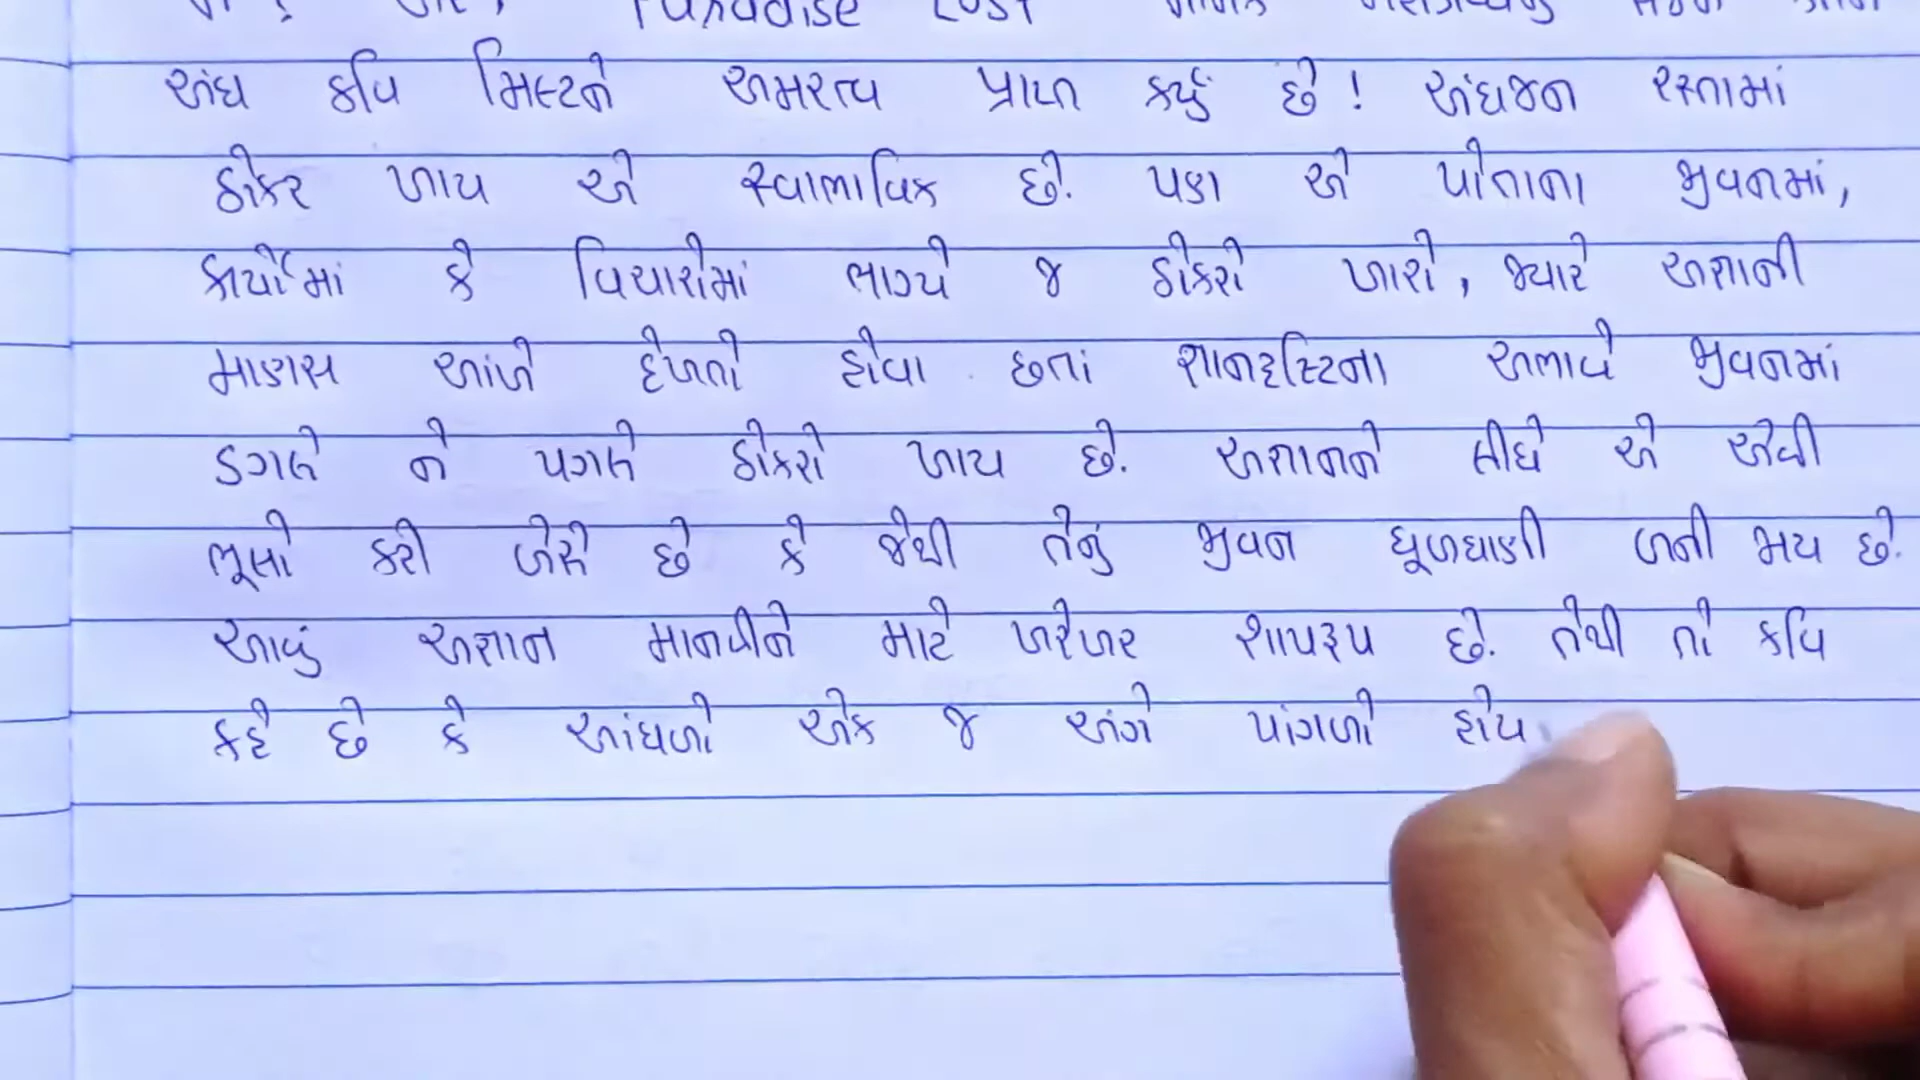 Paradise Lost
અંધ કવિ મિલ્ટને અમરત્વ પ્રાપ્ત કર્યું છે! અંધજન રસ્તામાં
ઠોકર ખાય એ સ્વાભાવિક છે. પણ એ પોતાના જીવનમાં,
કાર્યોમાં કે વિચારોમાં ભાગ્યે જ ઠોકરો ખાશે, જ્યારે અજ્ઞાની
માણસ આંખે દેખતો હોવા છતાં જ્ઞાનદૃષ્ટિના અભાવે જીવનમાં
ડગલે ને પગલે ઠોકરો ખાય છે. અજ્ઞાનને લીધે એ એવી
ભૂલો કરી બેસે છે કે જેથી તેનું જીવન ધૂળધાણી બની જાય છે.
આવું અજ્ઞાન માનવીને માટે ખરેખર શાપરૂપ છે. તેથી તો કવિ
કહે છે કે આંધળો એક જ અંગે પાંગળો હોય